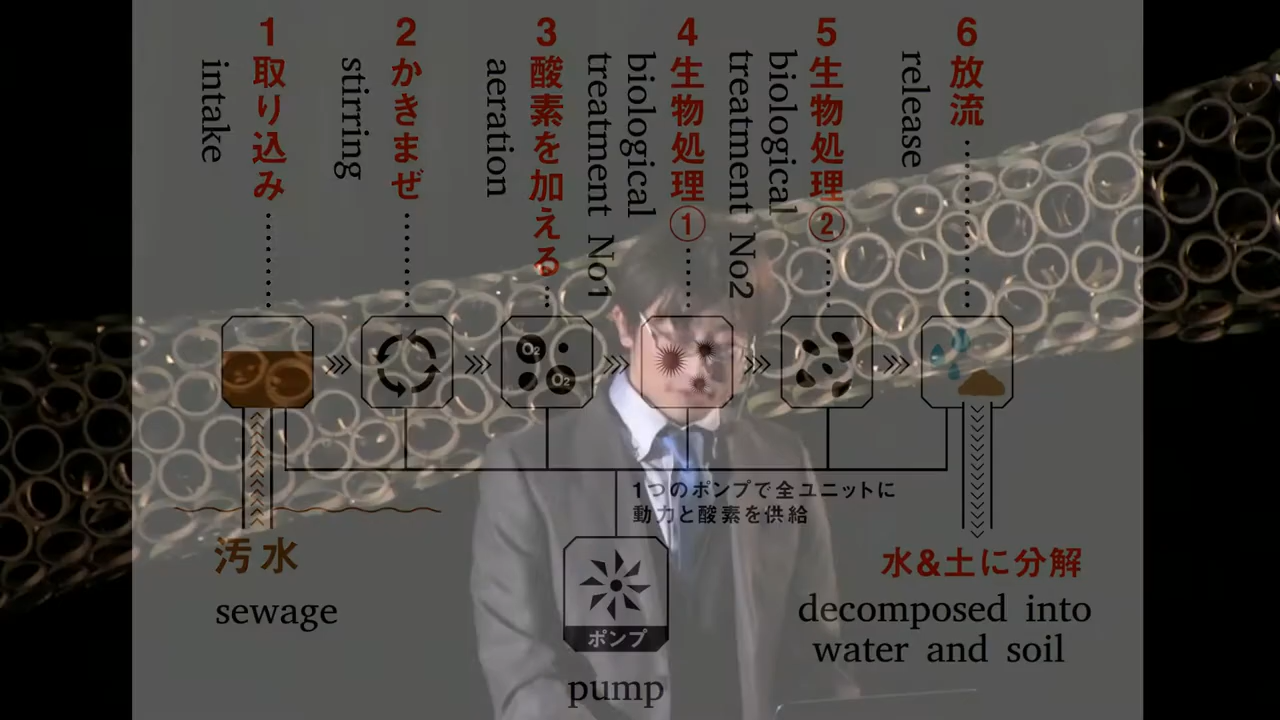 1
取り込み
intake
2
かきまぜ
stirring
3
酸素を加える
aeration
4
生物処理①
biological
treatment No1
5
生物処理②
biological
treatment No2
6
放流
release
O₂
O₂
1つのポンプで全ユニットに
動力と酸素を供給
汚水
sewage
ポンプ
pump
水&土に分解
decomposed into
water and soil